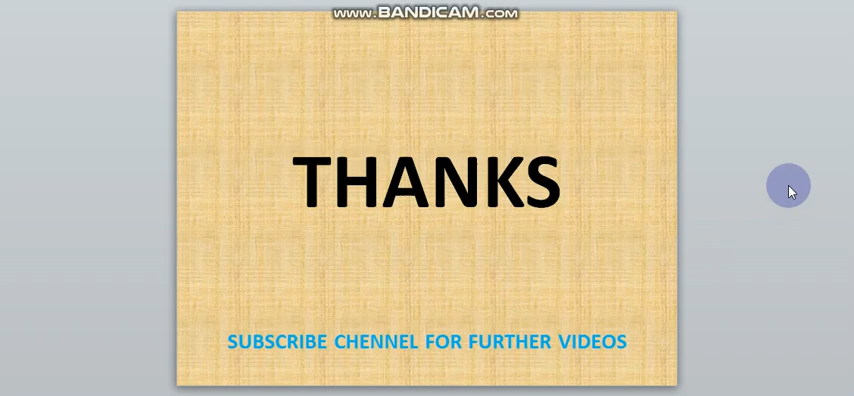 www.BANDICAM.com
THANKS
SUBSCRIBE CHENNEL FOR FURTHER VIDEOS